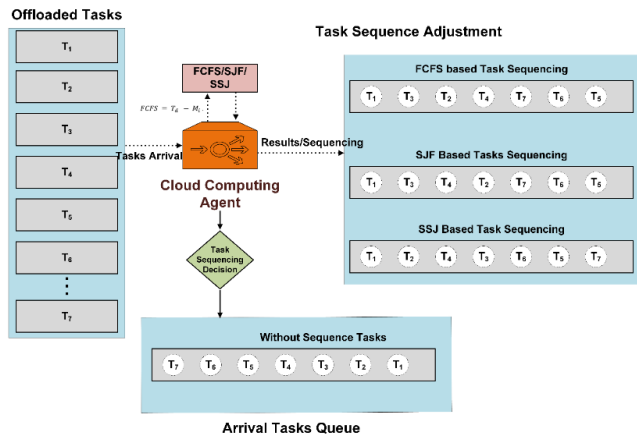 Offloaded Tasks
T1
T2
T3
T4
T5
T6
T7
FCFS/SJF/
SSJ
Tasks Arrival
Results/Sequencing
Cloud Computing
Agent
Task
Sequencing
Decision
Task Sequence Adjustment
FCFS based Task Sequencing
T1 T3 T2 T4 T7 T6 T5
SJF Based Tasks Sequencing
T1 T3 T4 T2 T7 T6 T5
SSJ Based Task Sequencing
T1 T2 T4 T3 T6 T5 T7
Without Sequence Tasks
T7 T6 T5 T4 T3 T2 T1
Arrival Tasks Queue